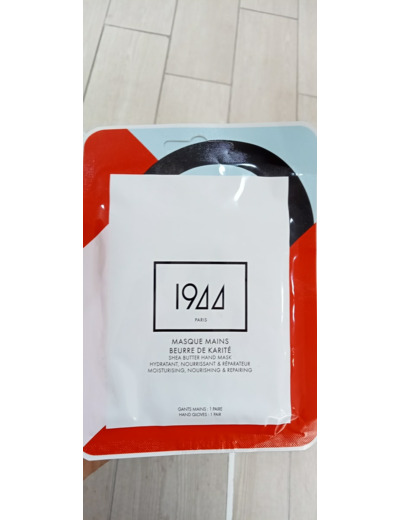 1944
PARIS
MASQUE MAINS
BEURRE DE KARITÉ
SHEA BUTTER HAND MASK
HYDRATANT, NOURRISSANT & RÉPARATEUR
MOISTURISING, NOURISHING & REPAIRING
GANTS MAINS : 1 PAIRE
HAND GLOVES : 1 PAIR